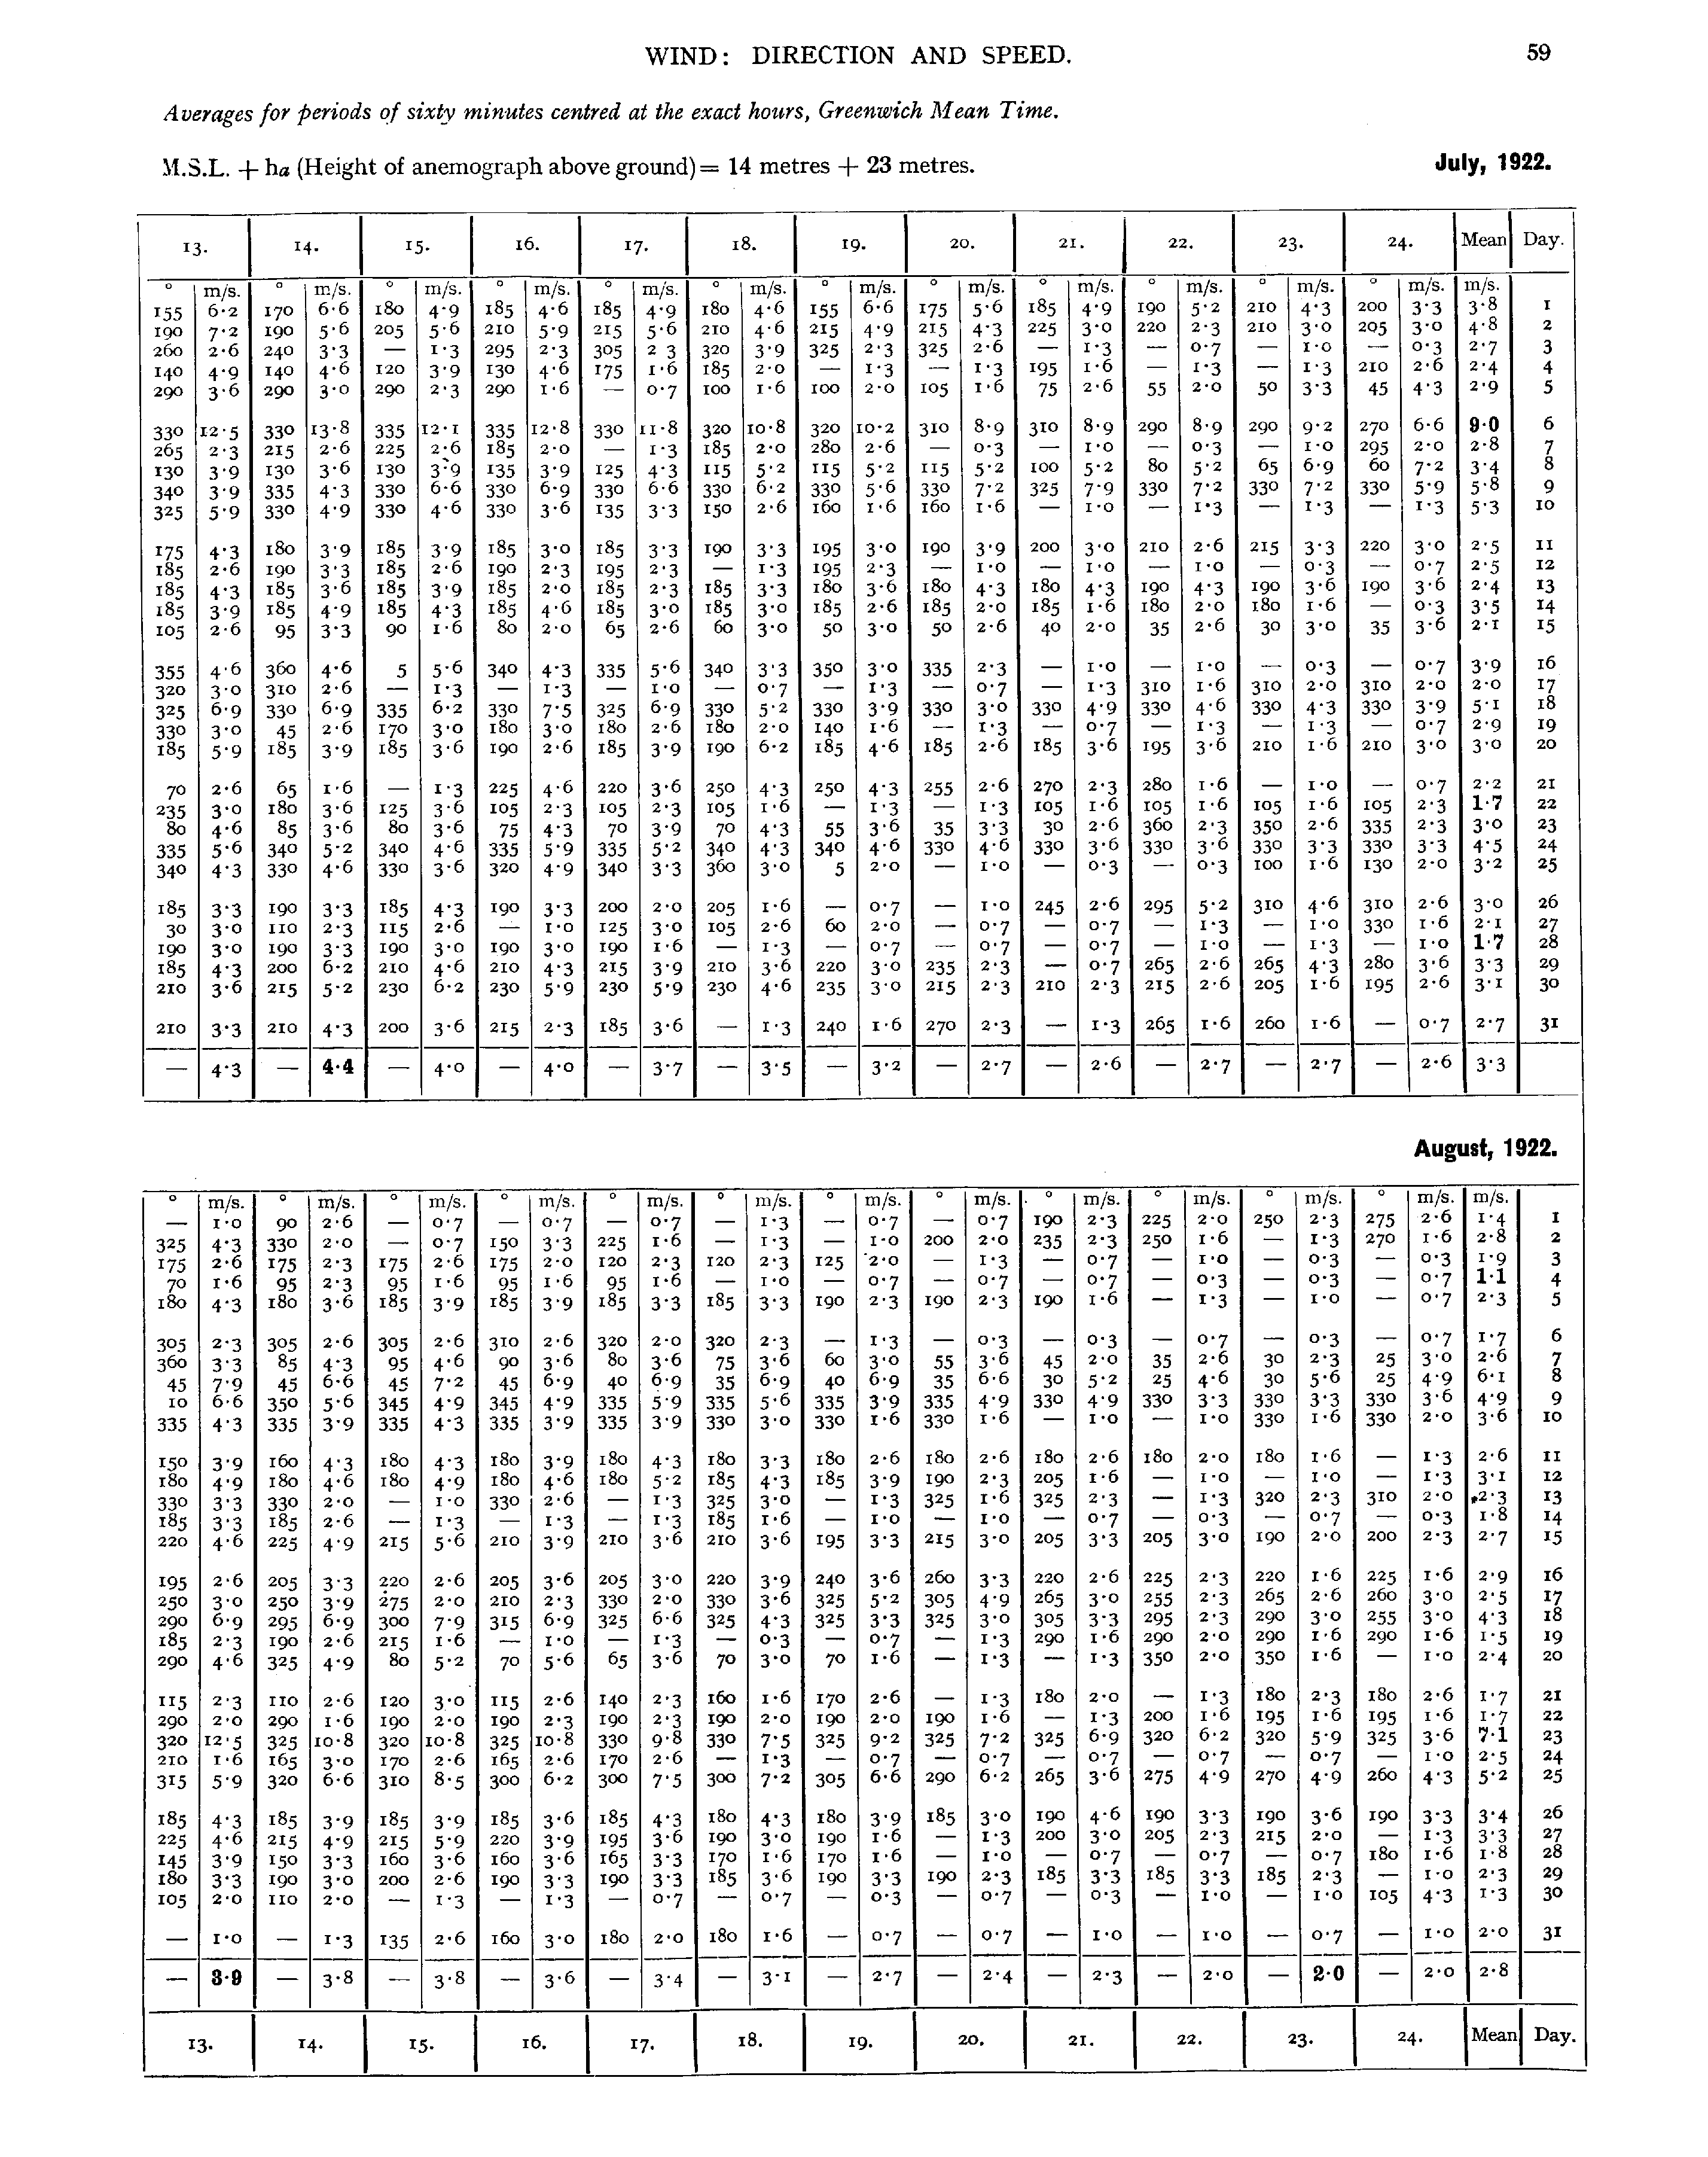 WIND: DIRECTION AND SPEED. 59
Averages for periods of sixty minutes centred at the exact hours, Greenwich Mean Time.
M.S.L. + ha (Height of anemograph above ground) = 14 metres + 23 metres. July, 1922.
13. 14. 15. 16. 17. 18. 19. 20. 21. 22. 23. 24. Mean Day.
° m/s. ° m/s. ° m/s. ° m/s. ° m/s. ° m/s. ° m/s. ° m/s. ° m/s. ° m/s. ° m/s. ° m/s. m/s.
155 6·2 170 6·6 180 4·9 185 4·6 185 4·9 180 4·6 155 6·6 175 5·6 185 4·9 190 5·2 210 4·3 200 3·3 3·8 1
190 7·2 190 5·6 205 5·6 210 5·9 215 5·6 210 4·6 215 4·9 215 4·3 225 3·0 220 2·3 210 3·0 205 3·0 4·8 2
260 2·6 240 3·3 — 1·3 295 2·3 305 2 3 320 3·9 325 2·3 325 2·6 — 1·3 — 0·7 — 1·0 — 0·3 2·7 3
140 4·9 140 4·6 120 3·9 130 4·6 175 1·6 185 2·0 — 1·3 — 1·3 195 1·6 — 1·3 — 1·3 210 2·6 2·4 4
290 3·6 290 3·0 290 2·3 290 1·6 — 0·7 100 1·6 100 2·0 105 1·6 75 2·6 55 2·0 50 3·3 45 4·3 2·9 5
330 12·5 330 13·8 335 12·1 335 12·8 330 11·8 320 10·8 320 10·2 310 8·9 310 8·9 290 8·9 290 9·2 270 6·6 9·0 6
265 2·3 215 2·6 225 2·6 185 2·0 — 1·3 185 2·0 280 2·6 — 0·3 — 1·0 — 0·3 — 1·0 295 2·0 2·8 7
130 3·9 130 3·6 130 3·9 135 3·9 125 4·3 115 5·2 115 5·2 115 5·2 100 5·2 80 5·2 65 6·9 60 7·2 3·4 8
340 3·9 335 4·3 330 6·6 330 6·9 330 6·6 330 6·2 330 5·6 330 7·2 325 7·9 330 7·2 330 7·2 330 5·9 5·8 9
325 5·9 330 4·9 330 4·6 330 3·6 135 3·3 150 2·6 160 1·6 160 1·6 — 1·0 — 1·3 — 1·3 — 1·3 5·3 10
175 4·3 180 3·9 185 3·9 185 3·0 185 3·3 190 3·3 195 3·0 190 3·9 200 3·0 210 2·6 215 3·3 220 3·0 2·5 11
185 2·6 190 3·3 185 2·6 190 2·3 195 2·3 — 1·3 195 2·3 — 1·0 — 1·0 — 1·0 — 0·3 — 0·7 2·5 12
185 4·3 185 3·6 185 3·9 185 2·0 185 2·3 185 3·3 180 3·6 180 4·3 180 4·3 190 4·3 190 3·6 190 3·6 2·4 13
185 3·9 185 4·9 185 4·3 185 4·6 185 3·0 185 3·0 185 2·6 185 2·0 185 1·6 180 2·0 180 1·6 — 0·3 3·5 14
105 2·6 95 3·3 90 1·6 80 2·0 65 2·6 60 3·0 50 3·0 50 2·6 40 2·0 35 2·6 30 3·0 35 3·6 2·1 15
355 4·6 360 4·6 5 5·6 340 4·3 335 5·6 340 3·3 350 3·0 335 2·3 — 1·0 — 1·0 — 0·3 — 0·7 3·9 16
320 3·0 310 2·6 — 1·3 — 1·3 — 1·0 — 0·7 — 1·3 — 0·7 — 1·3 310 1·6 310 2·0 310 2·0 2·0 17
325 6·9 330 6·9 335 6·2 330 7·5 325 6·9 330 5·2 330 3·9 330 3·0 330 4·9 330 4·6 330 4·3 330 3·9 5·1 18
330 3·0 45 2·6 170 3·0 180 3·0 180 2·6 180 2·0 140 1·6 — 1·3 — 0·7 — 1·3 — 1·3 — 0·7 2·9 19
185 5·9 185 3·9 185 3·6 190 2·6 185 3·9 190 6·2 185 4·6 185 2·6 185 3·6 195 3·6 210 1·6 210 3·0 3·0 20
70 2·6 65 1·6 — 1·3 225 4·6 220 3·6 250 4·3 250 4·3 255 2·6 270 2·3 280 1·6 — 1·0 — 0·7 2·2 21
235 3·0 180 3·6 125 3·6 105 2·3 105 2·3 105 1·6 — 1·3 — 1·3 105 1·6 105 1·6 105 1·6 105 2·3 1·7 22
80 4·6 85 3·6 80 3·6 75 4·3 70 3·9 70 4·3 55 3·6 35 3·3 30 2·6 360 2·3 350 2·6 335 2·3 3·0 23
335 5·6 340 5·2 340 4·6 335 5·9 335 5·2 340 4·3 340 4·6 330 4·6 330 3·6 330 3·6 330 3·3 330 3·3 4·5 24
340 4·3 330 4·6 330 3·6 320 4·9 340 3·3 360 3·0 5 2·0 — 1·0 — 0·3 — 0·3 100 1·6 130 2·0 3·2 25
185 3·3 190 3·3 185 4·3 190 3·3 200 2·0 205 1·6 — 0·7 — 1·0 245 2·6 295 5·2 310 4·6 310 2·6 3·0 26
30 3·0 110 2·3 115 2·6 — 1·0 125 3·0 105 2·6 60 2·0 — 0·7 — 0·7 — 1·3 — 1·0 330 1·6 2·1 27
190 3·0 190 3·3 190 3·0 190 3·0 190 1·6 — 1·3 — 0·7 — 0·7 — 0·7 — 1·0 — 1·3 — 1·0 1·7 28
185 4·3 200 6·2 210 4·6 210 4·3 215 3·9 210 3·6 220 3·0 235 2·3 — 0·7 265 2·6 265 4·3 280 3·6 3·3 29
210 3·6 215 5·2 230 6·2 230 5·9 230 5·9 230 4·6 235 3·0 215 2·3 210 2·3 215 2·6 205 1·6 195 2·6 3·1 30
210 3·3 210 4·3 200 3·6 215 2·3 185 3·6 — 1·3 240 1·6 270 2·3 — 1·3 265 1·6 260 1·6 — 0·7 2·7 31
— 4·3 — 4·4 — 4·0 — 4·0 — 3·7 — 3·5 — 3·2 — 2·7 — 2·6 — 2·7 — 2·7 — 2·6 3·3
August, 1922.
° m/s. ° m/s. ° m/s. ° m/s. ° m/s. ° m/s. ° m/s. ° m/s. ° m/s. ° m/s. ° m/s. ° m/s. m/s.
— 1·0 90 2·6 — 0·7 — 0·7 — 0·7 — 1·3 — 0·7 — 0·7 190 2·3 225 2·0 250 2·3 275 2·6 1·4 1
325 4·3 330 2·0 — 0·7 150 3·3 225 1·6 — 1·3 — 1·0 200 2·0 235 2·3 250 1·6 — 1·3 270 1·6 2·8 2
175 2·6 175 2·3 175 2·6 175 2·0 120 2·3 120 2·3 125 2·0 — 1·3 — 0·7 — 1·0 — 0·3 — 0·3 1·9 3
70 1·6 95 2·3 95 1·6 95 1·6 95 1·6 — 1·0 — 0·7 — 0·7 — 0·7 — 0·3 — 0·3 — 0·7 1·1 4
180 4·3 180 3·6 185 3·9 185 3·9 185 3·3 185 3·3 190 2·3 190 2·3 190 1·6 — 1·3 — 1·0 — 0·7 2·3 5
305 2·3 305 2·6 305 2·6 310 2·6 320 2·0 320 2·3 — 1·3 — 0·3 — 0·3 — 0·7 — 0·3 — 0·7 1·7 6
360 3·3 85 4·3 95 4·6 90 3·6 80 3·6 75 3·6 60 3·0 55 3·6 45 2·0 35 2·6 30 2·3 25 3·0 2·6 7
45 7·9 45 6·6 45 7·2 45 6·9 40 6·9 35 6·9 40 6·9 35 6·6 30 5·2 25 4·6 30 5·6 25 4·9 6·1 8
10 6·6 350 5·6 345 4·9 345 4·9 335 5·9 335 5·6 335 3·9 335 4·9 330 4·9 330 3·3 330 3·3 330 3·6 4·9 9
335 4·3 335 3·9 335 4·3 335 3·9 335 3·9 330 3·0 330 1·6 330 1·6 — 1·0 — 1·0 330 1·6 330 2·0 3·6 10
150 3·9 160 4·3 180 4·3 180 3·9 180 4·3 180 3·3 180 2·6 180 2·6 180 2·6 180 2·0 180 1·6 — 1·3 2·6 11
180 4·9 180 4·6 180 4·9 180 4·6 180 5·2 185 4·3 185 3·9 190 2·3 205 1·6 — 1·0 — 1·0 — 1·3 3·1 12
330 3·3 330 2·0 — 1·0 330 2·6 — 1·3 325 3·0 — 1·3 325 1·6 325 2·3 — 1·3 320 2·3 310 2·0 2·3 13
185 3·3 185 2·6 — 1·3 — 1·3 — 1·3 185 1·6 — 1·0 — 1·0 — 0·7 — 0·3 — 0·7 — 0·3 1·8 14
220 4·6 225 4·9 215 5·6 210 3·9 210 3·6 210 3·6 195 3·3 215 3·0 205 3·3 205 3·0 190 2·0 200 2·3 2·7 15
195 2·6 205 3·3 220 2·6 205 3·6 205 3·0 220 3·9 240 3·6 260 3·3 220 2·6 225 2·3 220 1·6 225 1·6 2·9 16
250 3·0 250 3·9 275 2·0 210 2·3 330 2·0 330 3·6 325 5·2 305 4·9 265 3·0 255 2·3 265 2·6 260 3·0 2·5 17
290 6·9 295 6·9 300 7·9 315 6·9 325 6·6 325 4·3 325 3·3 325 3·0 305 3·3 295 2·3 290 3·0 255 3·0 4·3 18
185 2·3 190 2·6 215 1·6 — 1·0 — 1·3 — 0·3 — 0·7 — 1·3 290 1·6 290 2·0 290 1·6 290 1·6 1·5 19
290 4·6 325 4·9 80 5·2 70 5·6 65 3·6 70 3·0 70 1·6 — 1·3 — 1·3 350 2·0 350 1·6 — 1·0 2·4 20
115 2·3 110 2·6 120 3·0 115 2·6 140 2·3 160 1·6 170 2·6 — 1·3 180 2·0 — 1·3 180 2·3 180 2·6 1·7 21
290 2·0 290 1·6 190 2·0 190 2·3 190 2·3 190 2·0 190 2·0 190 1·6 — 1·3 200 1·6 195 1·6 195 1·6 1·7 22
320 12·5 325 10·8 320 10·8 325 10·8 330 9·8 330 7·5 325 9·2 325 7·2 325 6·9 320 6·2 320 5·9 325 3·6 7·1 23
210 1·6 165 3·0 170 2·6 165 2·6 170 2·6 — 1·3 — 0·7 — 0·7 — 0·7 — 0·7 — 0·7 — 1·0 2·5 24
315 5·9 320 6·6 310 8·5 300 6·2 300 7·5 300 7·2 305 6·6 290 6·2 265 3·6 275 4·9 270 4·9 260 4·3 5·2 25
185 4·3 185 3·9 185 3·9 185 3·6 185 4·3 180 4·3 180 3·9 185 3·0 190 4·6 190 3·3 190 3·6 190 3·3 3·4 26
225 4·6 215 4·9 215 5·9 220 3·9 195 3·6 190 3·0 190 1·6 — 1·3 200 3·0 205 2·3 215 2·0 — 1·3 3·3 27
145 3·9 150 3·3 160 3·6 160 3·6 165 3·3 170 1·6 170 1·6 — 1·0 — 0·7 — 0·7 — 0·7 180 1·6 1·8 28
180 3·3 190 3·0 200 2·6 190 3·3 190 3·3 185 3·6 190 3·3 190 2·3 185 3·3 185 3·3 185 2·3 — 1·0 2·3 29
105 2·0 110 2·0 — 1·3 — 1·3 — 0·7 — 0·7 — 0·3 — 0·7 — 0·3 — 1·0 — 1·0 105 4·3 1·3 30
— 1·0 — 1·3 135 2·6 160 3·0 180 2·0 180 1·6 — 0·7 — 0·7 — 1·0 — 1·0 — 0·7 — 1·0 2·0 31
— 3·9 — 3·8 — 3·8 — 3·6 — 3·4 — 3·1 — 2·7 — 2·4 — 2·3 — 2·0 — 2·0 — 2·0 2·8
13. 14. 15. 16. 17. 18. 19. 20. 21. 22. 23. 24. Mean Day.